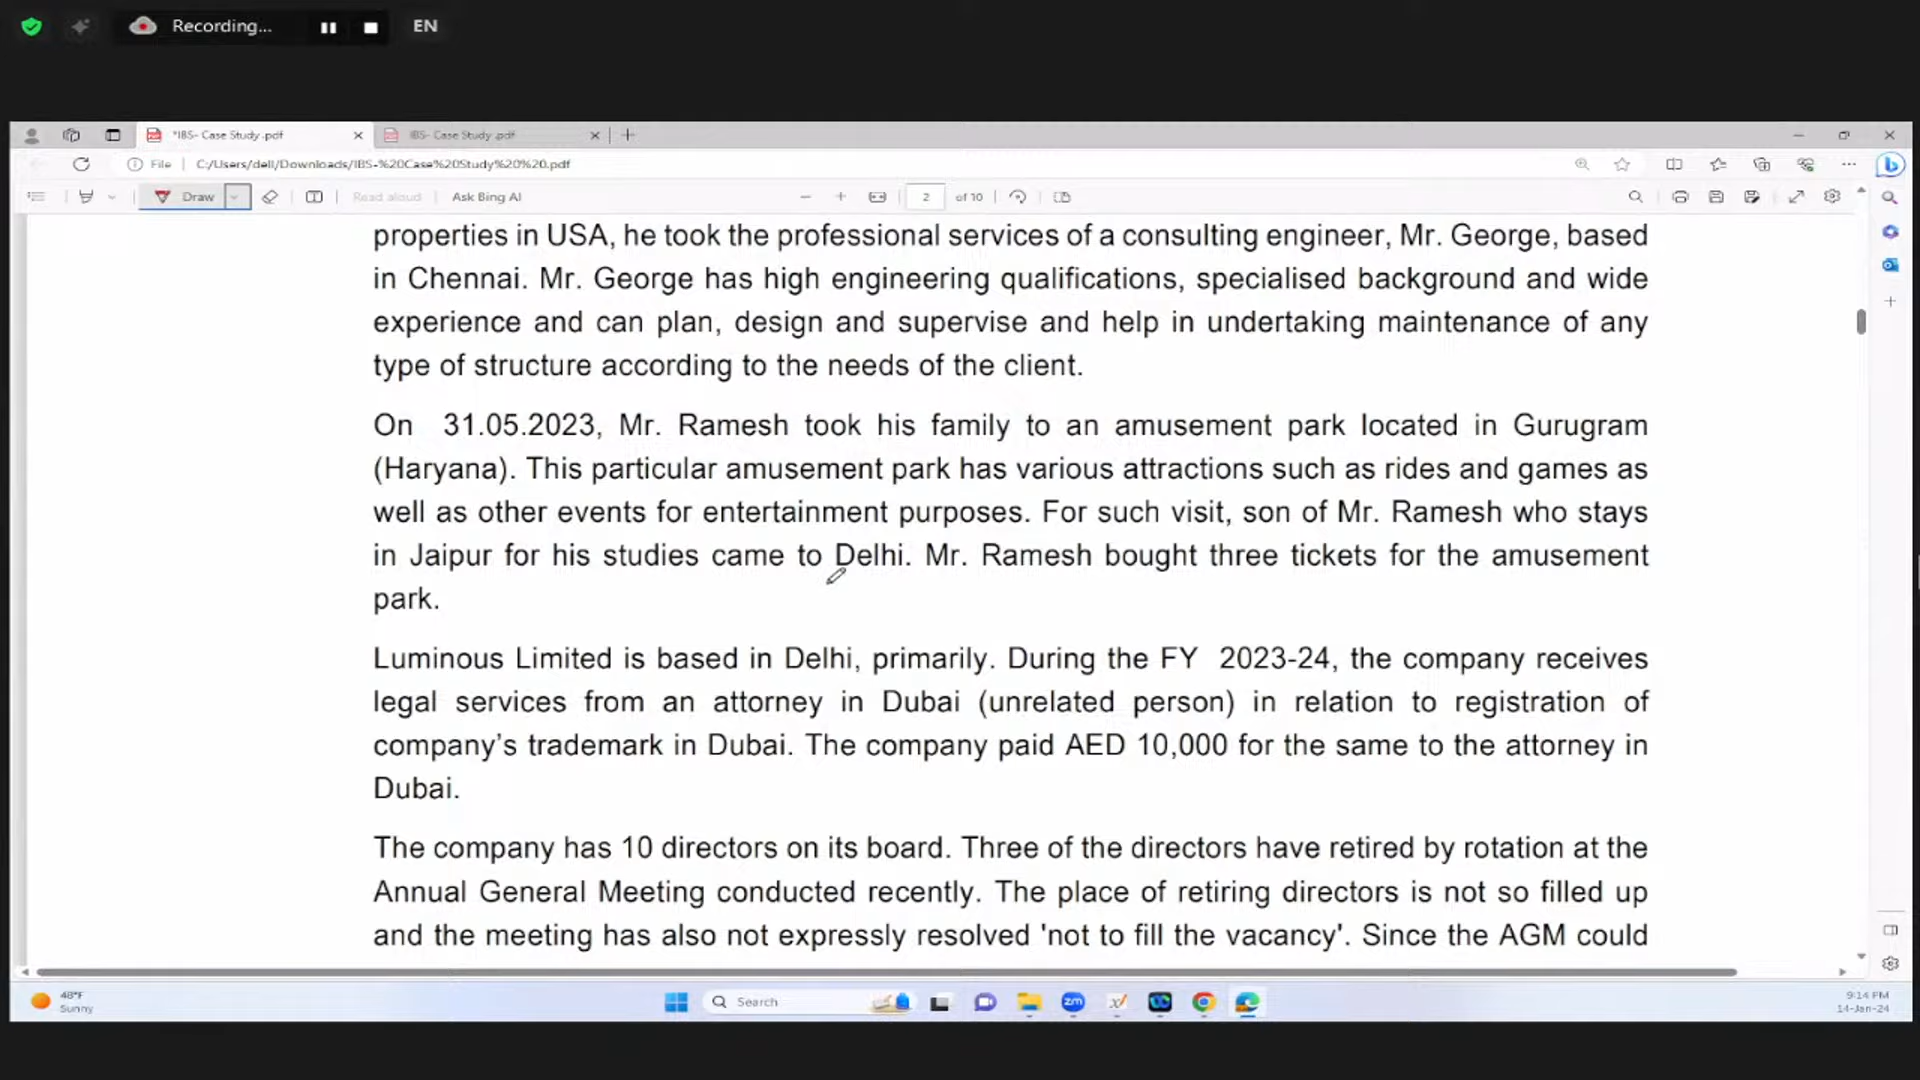 Recording...
EN
*IBS- Case Study .pdf
IBS- Case Study .pdf
File
C:/Users/dell/Downloads/IBS-%20Case%20Study%20%20.pdf
Draw
Read aloud
Ask Bing AI
2
of 10
properties in USA, he took the professional services of a consulting engineer, Mr. George, based
in Chennai. Mr. George has high engineering qualifications, specialised background and wide
experience and can plan, design and supervise and help in undertaking maintenance of any
type of structure according to the needs of the client.
On 31.05.2023, Mr. Ramesh took his family to an amusement park located in Gurugram
(Haryana). This particular amusement park has various attractions such as rides and games as
well as other events for entertainment purposes. For such visit, son of Mr. Ramesh who stays
in Jaipur for his studies came to Delhi. Mr. Ramesh bought three tickets for the amusement
park.
Luminous Limited is based in Delhi, primarily. During the FY 2023-24, the company receives
legal services from an attorney in Dubai (unrelated person) in relation to registration of
company's trademark in Dubai. The company paid AED 10,000 for the same to the attorney in
Dubai.
The company has 10 directors on its board. Three of the directors have retired by rotation at the
Annual General Meeting conducted recently. The place of retiring directors is not so filled up
and the meeting has also not expressly resolved 'not to fill the vacancy'. Since the AGM could
48°F
Sunny
Search
zm
9:14 PM
14-Jan-24